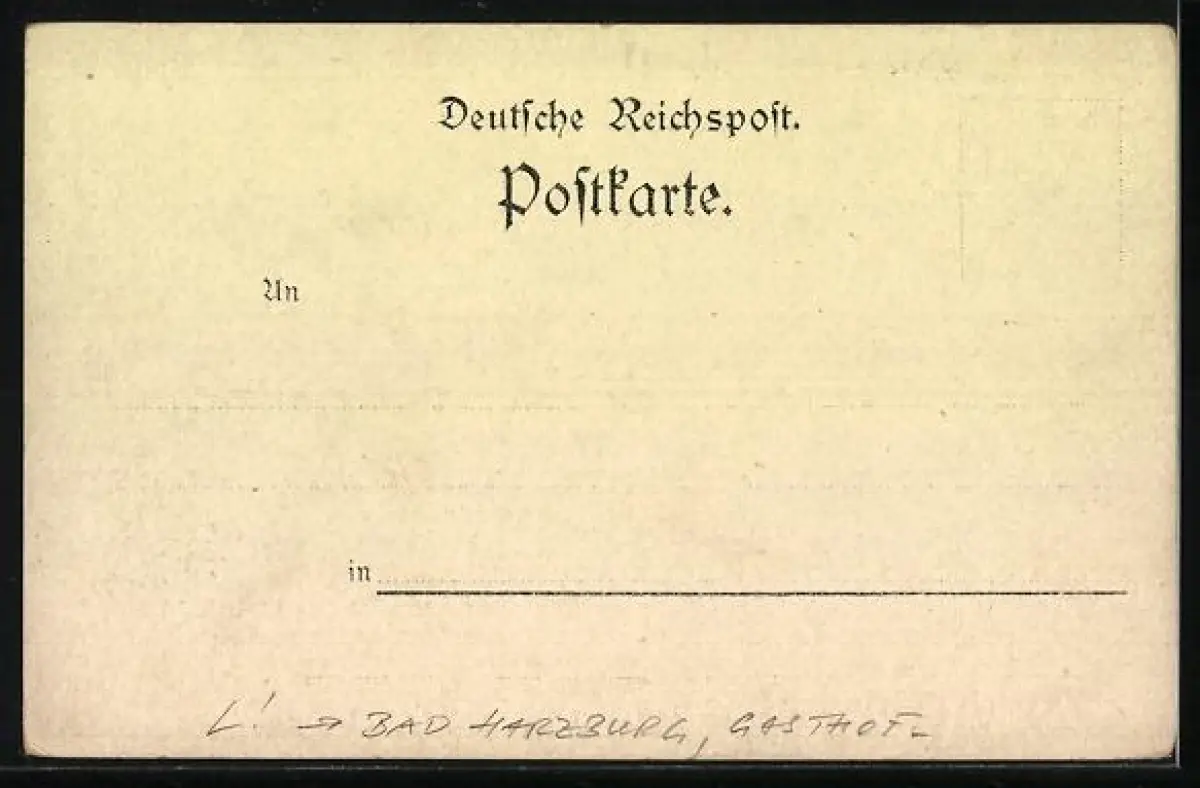 Deutſche Reichspoſt.
Poſtkarte.
An
in
L! → BAD HARZBURG, GASTHOF-